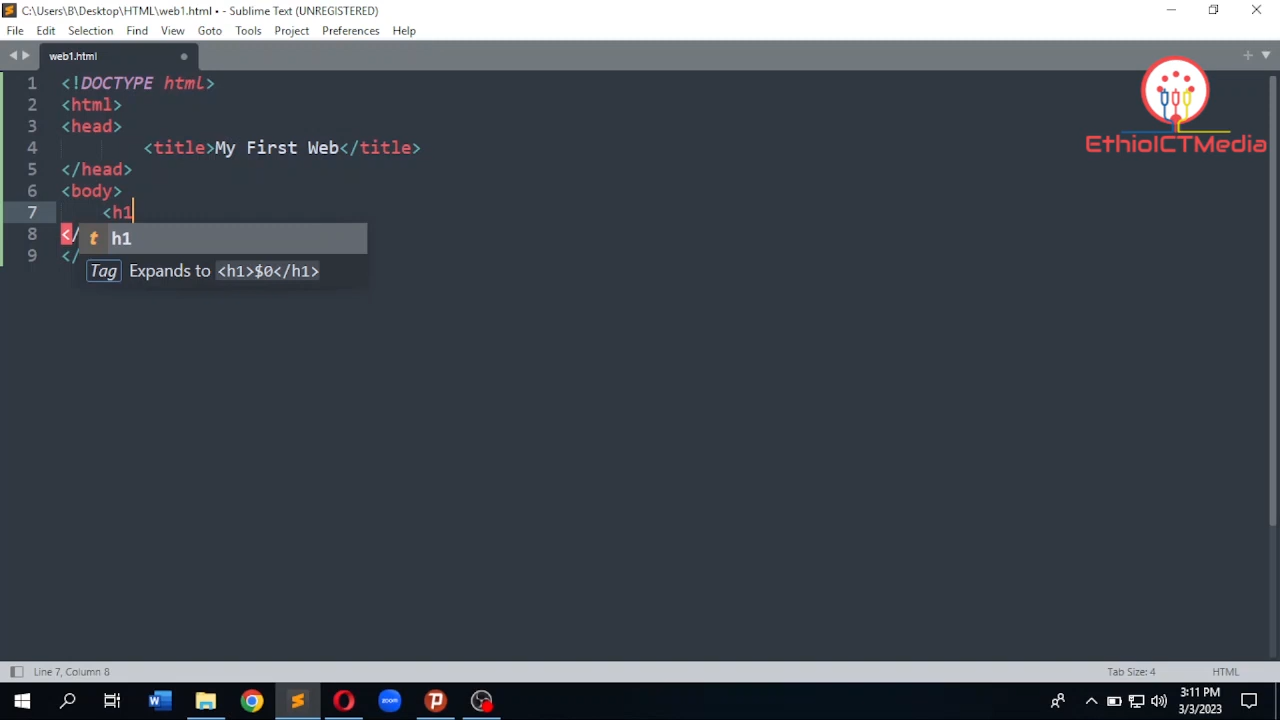 C:\Users\B\Desktop\HTML\web1.html • - Sublime Text (UNREGISTERED)
File Edit Selection Find View Goto Tools Project Preferences Help
web1.html
EthioICTMedia
1 <!DOCTYPE html>
2 <html>
3 <head>
4 <title>My First Web</title>
5 </head>
6 <body>
7 <h1
8 </
t h1
9 </
Tag Expands to <h1>$0</h1>
Line 7, Column 8 Tab Size: 4 HTML
W zoom P 3:11 PM
3/3/2023